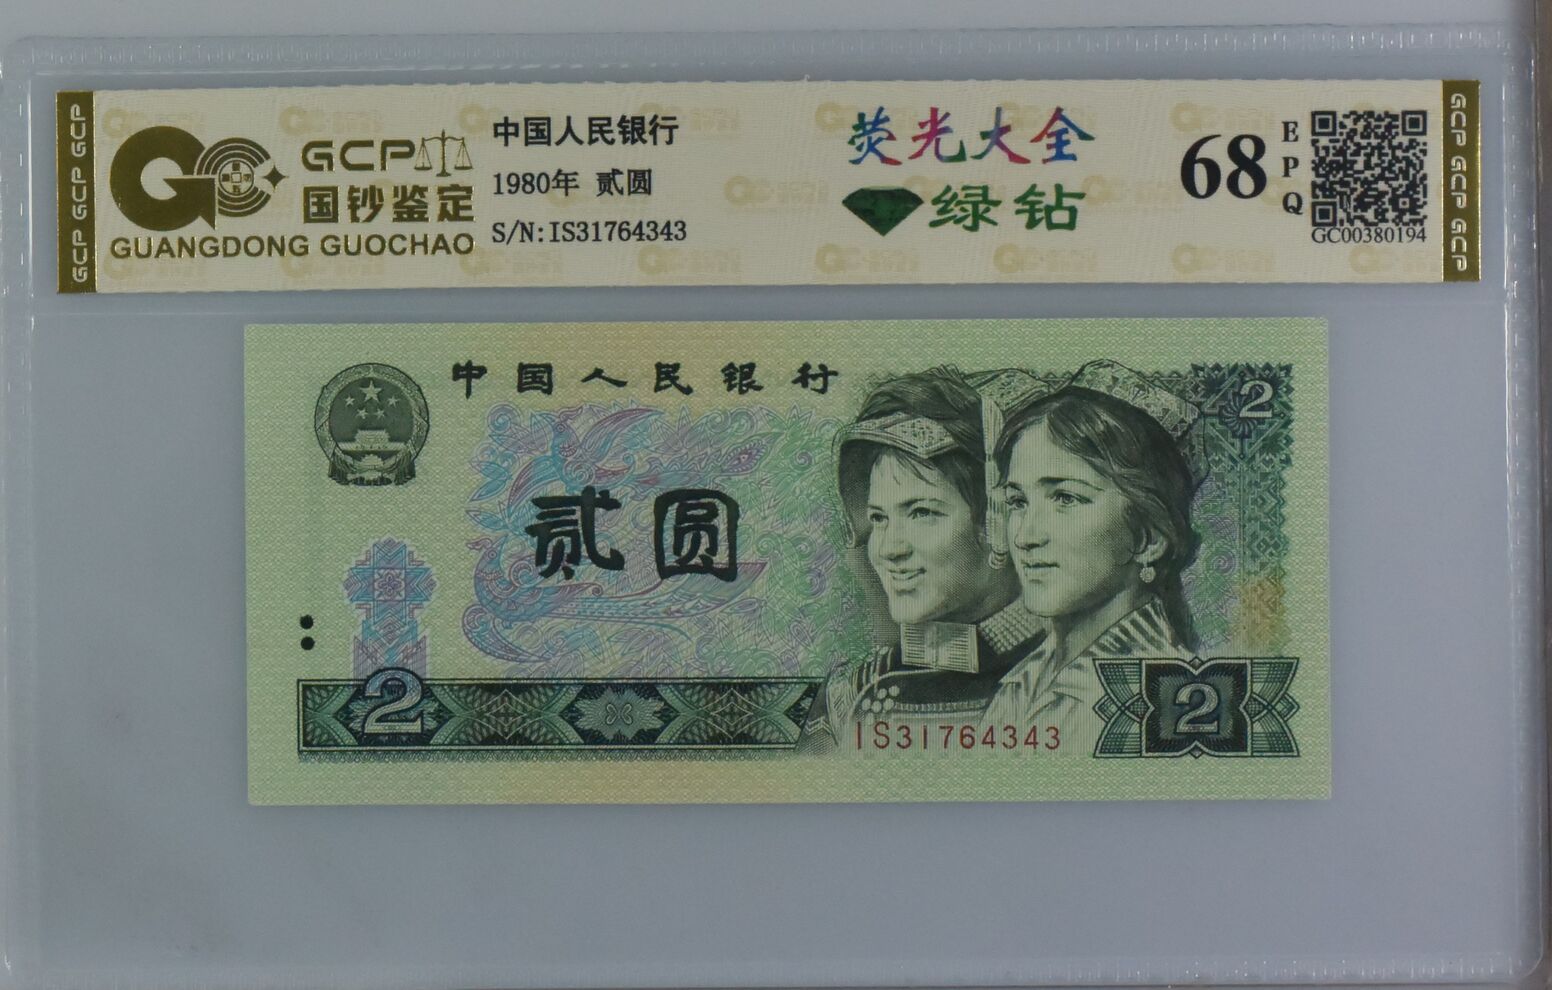 GCP GCP GCP
GCP
国钞鉴定
GUANGDONG GUOCHAO
中国人民银行
1980年 贰圆
S/N:IS31764343
荧光大全
绿钻
68
EPQ
GC00380194
GCP GCP GCP
中国人民银行
2
贰圆
2
IS31764343
2